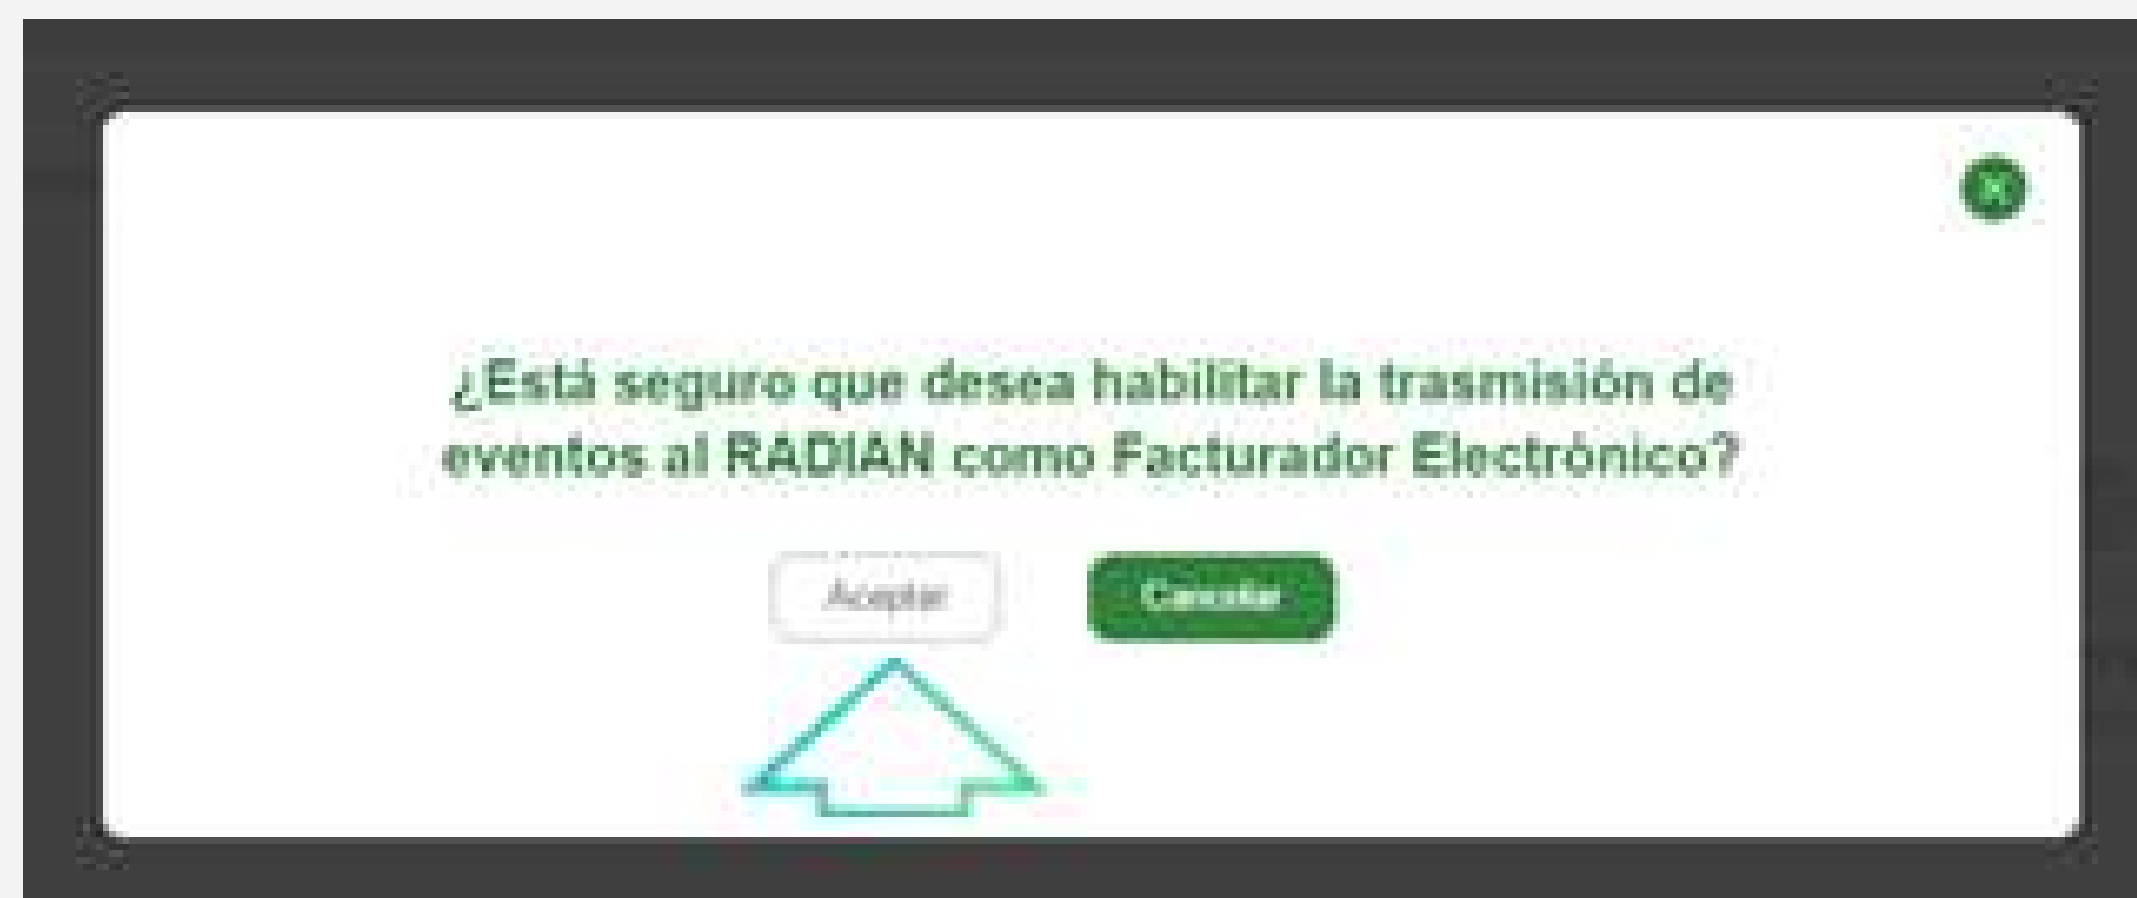 ¿Está seguro que desea habilitar la trasmisión de
eventos al RADIAN como Facturador Electrónico?
Aceptar
Cancelar